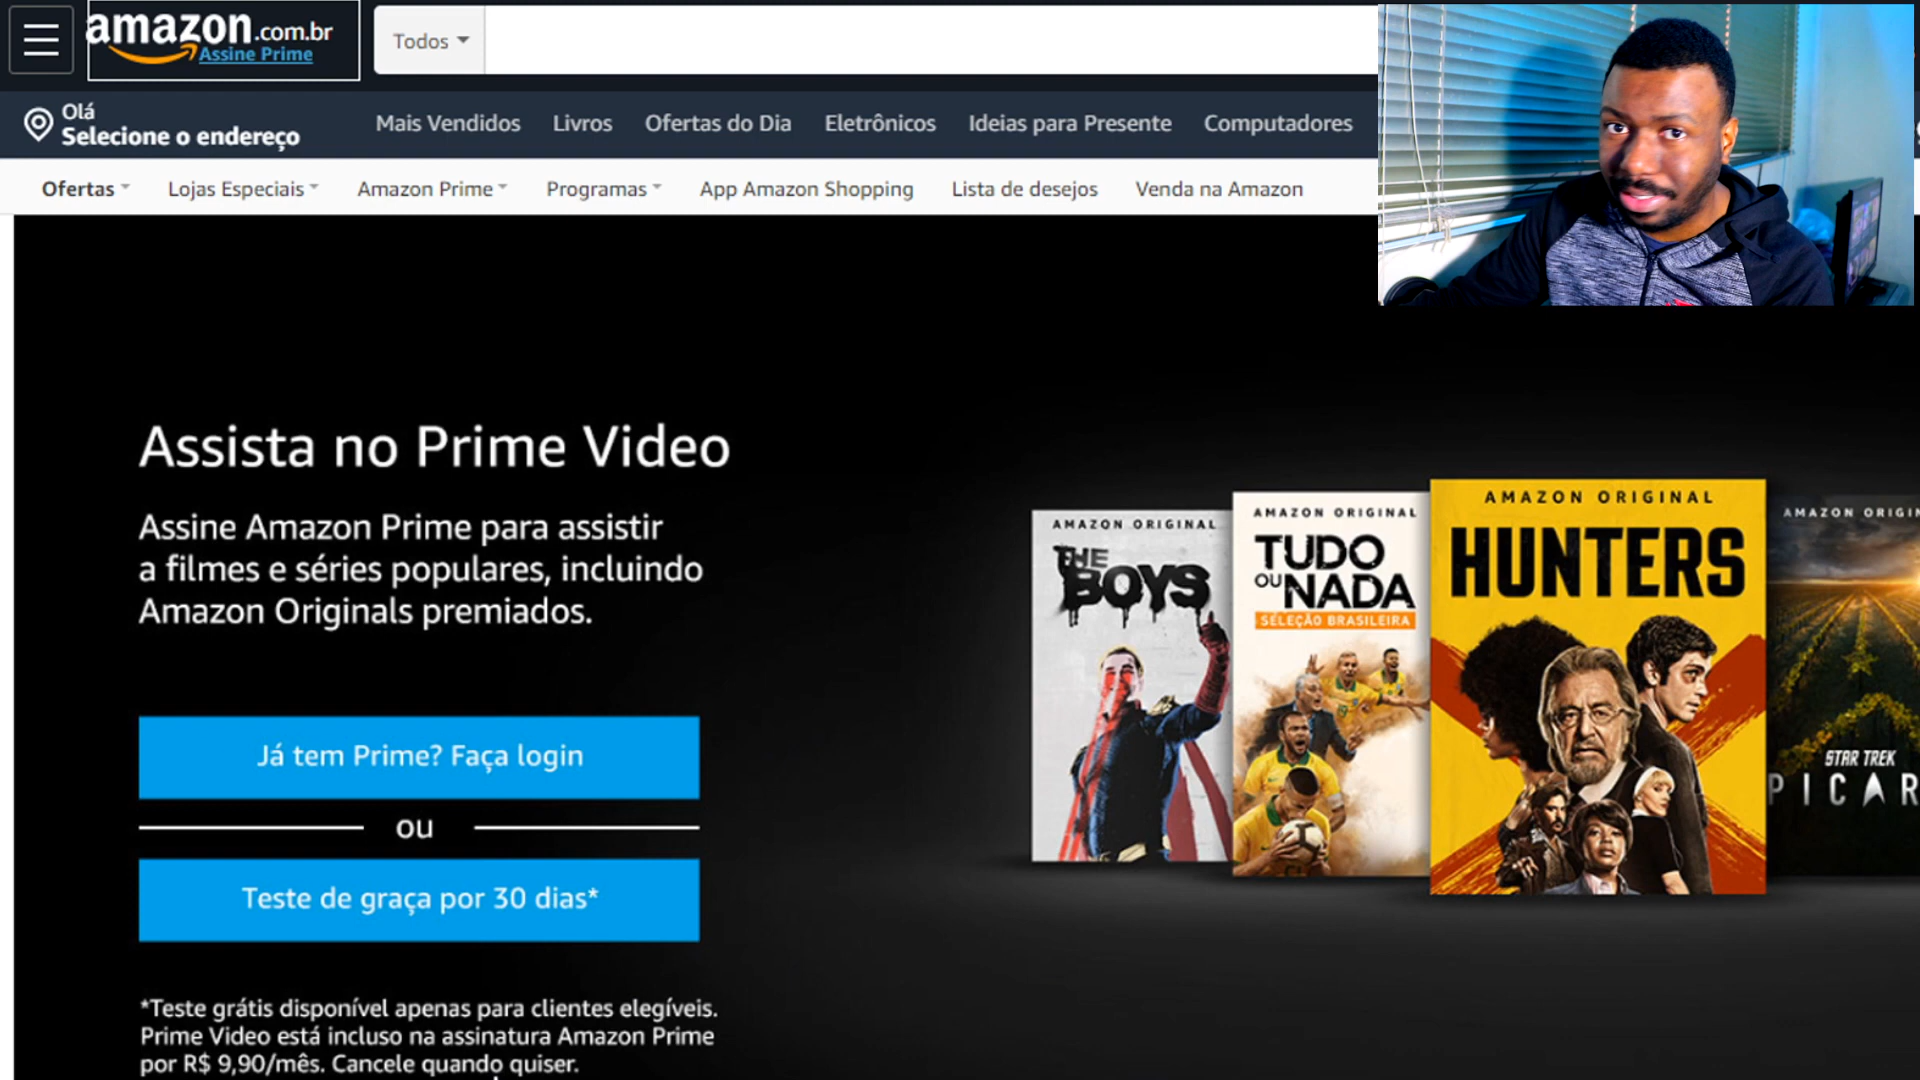 amazon.com.br
Assine Prime
Todos
Olá
Selecione o endereço
Mais Vendidos Livros Ofertas do Dia Eletrônicos Ideias para Presente Computadores
Ofertas Lojas Especiais Amazon Prime Programas App Amazon Shopping Lista de desejos Venda na Amazon
Assista no Prime Video
Assine Amazon Prime para assistir
a filmes e séries populares, incluindo
Amazon Originals premiados.
Já tem Prime? Faça login
ou
Teste de graça por 30 dias*
*Teste grátis disponível apenas para clientes elegíveis.
Prime Video está incluso na assinatura Amazon Prime
por R$ 9,90/mês. Cancele quando quiser.
AMAZON ORIGINAL
THE
BOYS
AMAZON ORIGINAL
TUDO
OU NADA
SELEÇÃO BRASILEIRA
AMAZON ORIGINAL
HUNTERS
AMAZON ORIGIN
STAR TREK
PICAR